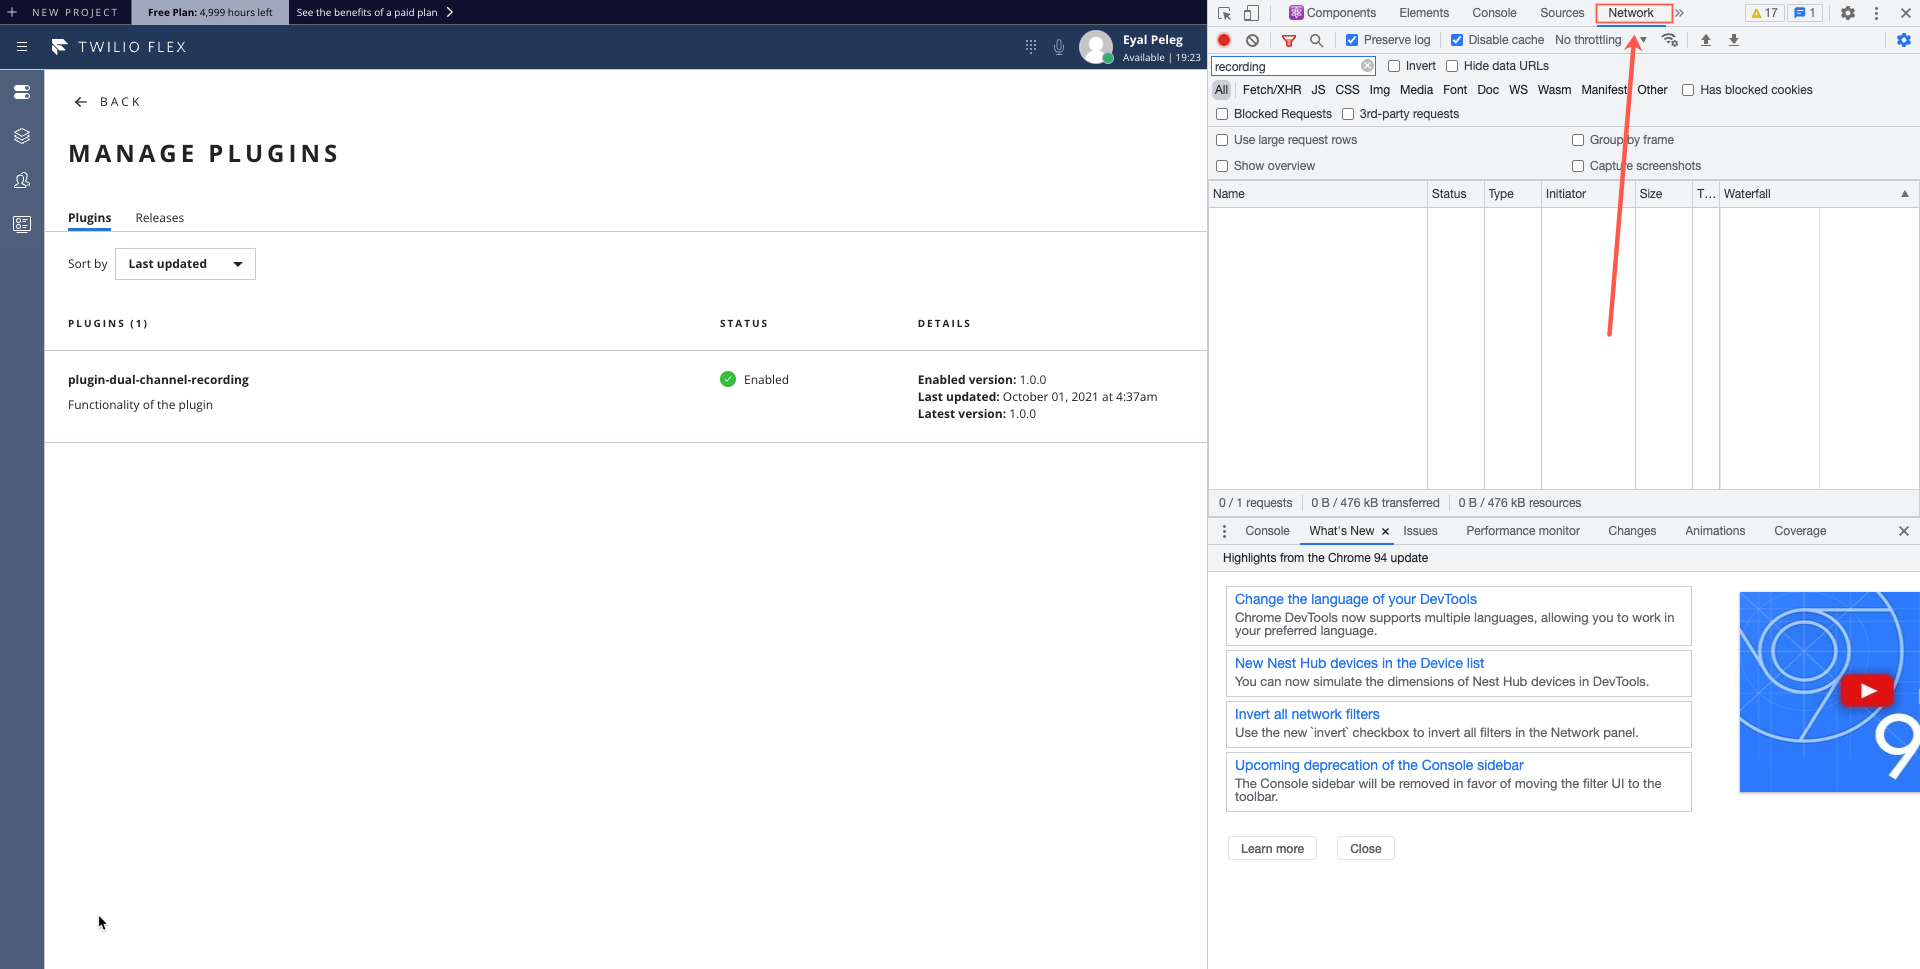 NEW PROJECT
Free Plan: 4,999 hours left
See the benefits of a paid plan
TWILIO FLEX
Eyal Peleg
Available | 19:23
BACK
MANAGE PLUGINS
Plugins Releases
Sort by Last updated
PLUGINS (1) STATUS DETAILS
plugin-dual-channel-recording
Functionality of the plugin
Enabled
Enabled version: 1.0.0
Last updated: October 01, 2021 at 4:37am
Latest version: 1.0.0
Components Elements Console Sources Network 17 1
Preserve log Disable cache No throttling
recording Invert Hide data URLs
All Fetch/XHR JS CSS Img Media Font Doc WS Wasm Manifest Other Has blocked cookies
Blocked Requests 3rd-party requests
Use large request rows Group by frame
Show overview Capture screenshots
Name Status Type Initiator Size T... Waterfall
0 / 1 requests 0 B / 476 kB transferred 0 B / 476 kB resources
Console What's New × Issues Performance monitor Changes Animations Coverage
Highlights from the Chrome 94 update
Change the language of your DevTools
Chrome DevTools now supports multiple languages, allowing you to work in
your preferred language.
New Nest Hub devices in the Device list
You can now simulate the dimensions of Nest Hub devices in DevTools.
Invert all network filters
Use the new `invert` checkbox to invert all filters in the Network panel.
Upcoming deprecation of the Console sidebar
The Console sidebar will be removed in favor of moving the filter UI to the
toolbar.
9
Learn more Close